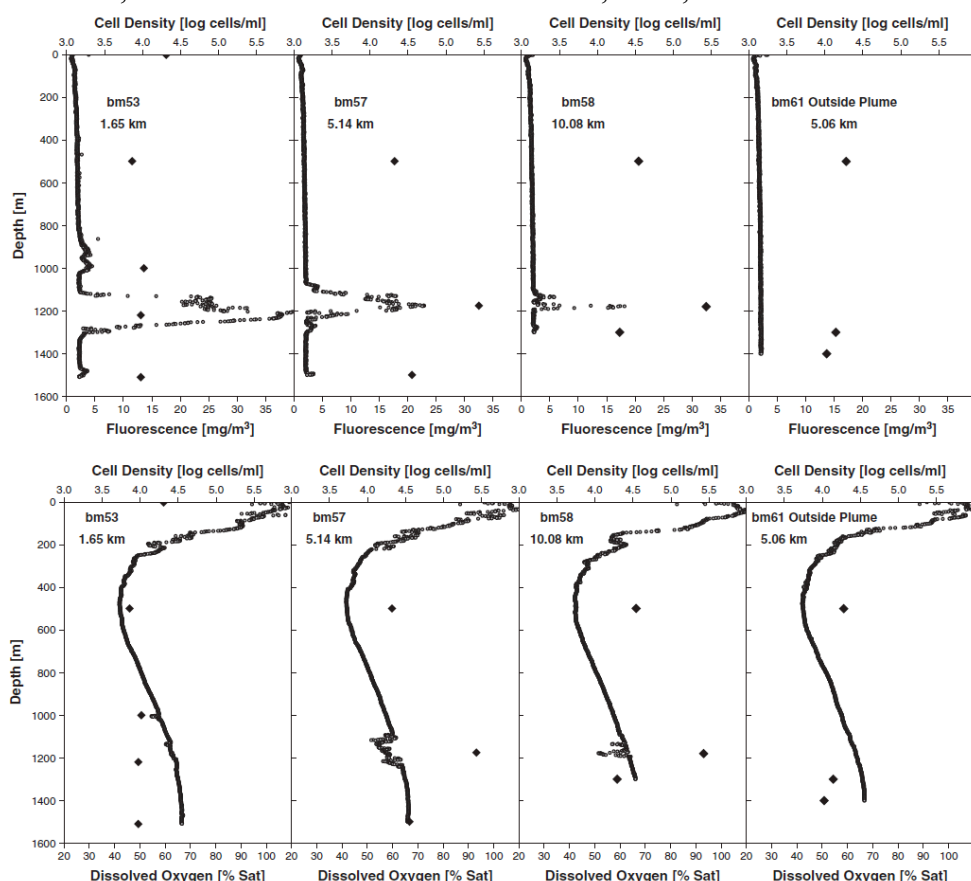 Cell Density [log cells/ml] Cell Density [log cells/ml] Cell Density [log cells/ml] Cell Density [log cells/ml]
3.0 3.5 4.0 4.5 5.0 5.5 3.0 3.5 4.0 4.5 5.0 5.5 3.0 3.5 4.0 4.5 5.0 5.5 3.0 3.5 4.0 4.5 5.0 5.5
0
bm53 bm57 bm58 bm61 Outside Plume
1.65 km 5.14 km 10.08 km 5.06 km
200
400
600
Depth [m]
800
1000
1200
1400
1600
0 5 10 15 20 25 30 35 0 5 10 15 20 25 30 35 0 5 10 15 20 25 30 35 0 5 10 15 20 25 30 35
Fluorescence [mg/m³] Fluorescence [mg/m³] Fluorescence [mg/m³] Fluorescence [mg/m³]
Cell Density [log cells/ml] Cell Density [log cells/ml] Cell Density [log cells/ml] Cell Density [log cells/ml]
3.0 3.5 4.0 4.5 5.0 5.5 3.0 3.5 4.0 4.5 5.0 5.5 3.0 3.5 4.0 4.5 5.0 5.5 3.0 3.5 4.0 4.5 5.0 5.5
0
bm53 bm57 bm58 bm61 Outside Plume
1.65 km 5.14 km 10.08 km 5.06 km
200
400
600
Depth [m]
800
1000
1200
1400
1600
20 30 40 50 60 70 80 90 100 20 30 40 50 60 70 80 90 100 20 30 40 50 60 70 80 90 100 20 30 40 50 60 70 80 90 100
Dissolved Oxygen [% Sat] Dissolved Oxygen [% Sat] Dissolved Oxygen [% Sat] Dissolved Oxygen [% Sat]